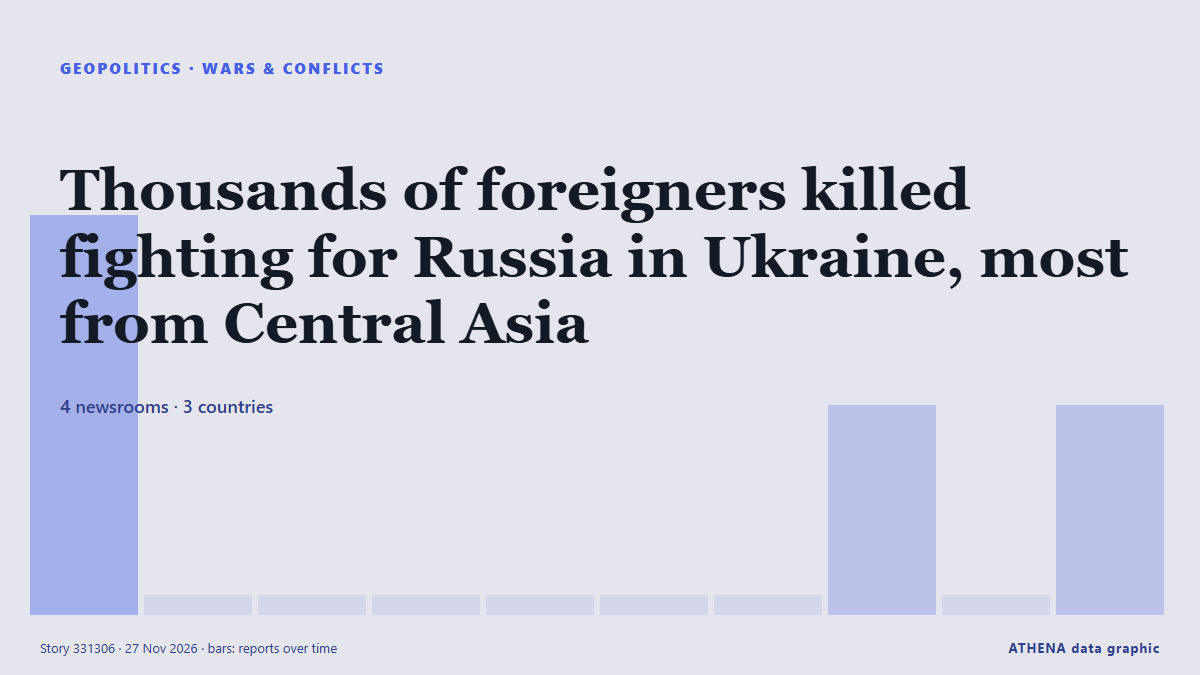 GEOPOLITICS · WARS & CONFLICTS
Thousands of foreigners killed
fighting for Russia in Ukraine, most
from Central Asia
4 newsrooms · 3 countries
Story 331306 · 27 Nov 2026 · bars: reports over time
ATHENA data graphic